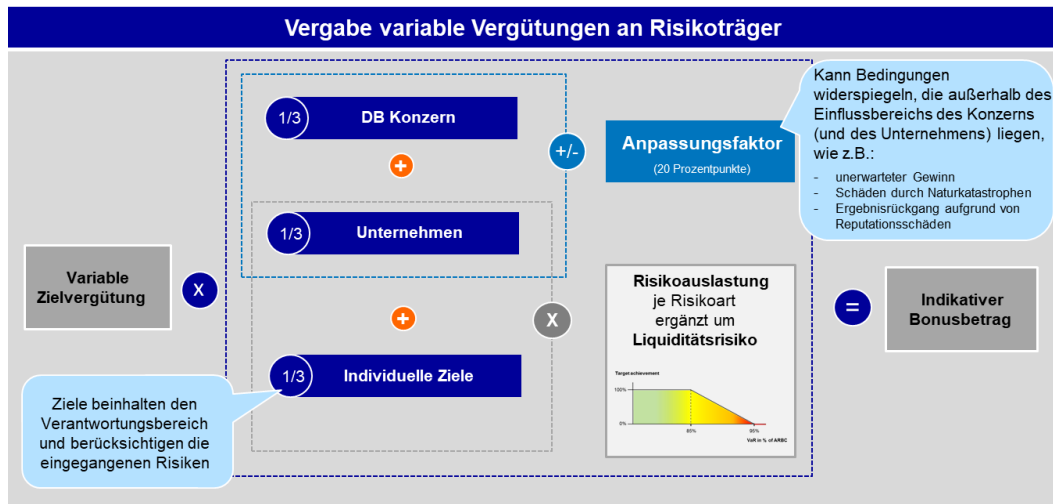 Vergabe variable Vergütungen an Risikoträger
1/3
DB Konzern
+
1/3
Unternehmen
+
1/3
Individuelle Ziele
Variable
Zielvergütung
X
+/-
Anpassungsfaktor
(20 Prozentpunkte)
Kann Bedingungen
widerspiegeln, die außerhalb des
Einflussbereichs des Konzerns
(und des Unternehmens) liegen,
wie z.B.:
- unerwarteter Gewinn
- Schäden durch Naturkatastrophen
- Ergebnisrückgang aufgrund von
Reputationsschäden
X
Risikoauslastung
je Risikoart
ergänzt um
Liquiditätsrisiko
Target achievement
100%
0%
85%
95%
VaR in % of ARBC
=
Indikativer
Bonusbetrag
Ziele beinhalten den
Verantwortungsbereich
und berücksichtigen die
eingegangenen Risiken